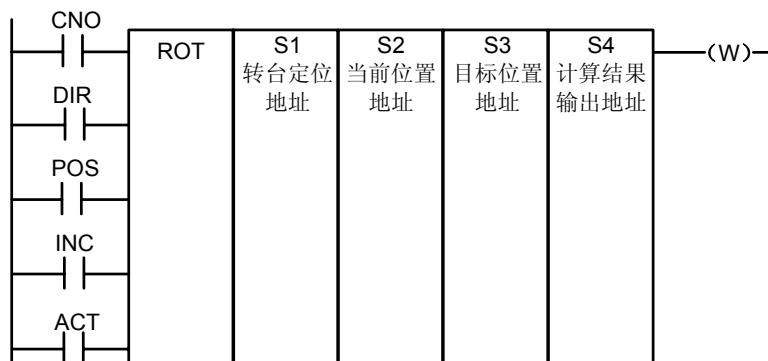 CNO
ROT
S1
转台定位
地址
S2
当前位置
地址
S3
目标位置
地址
S4
计算结果
输出地址
(W)
DIR
POS
INC
ACT